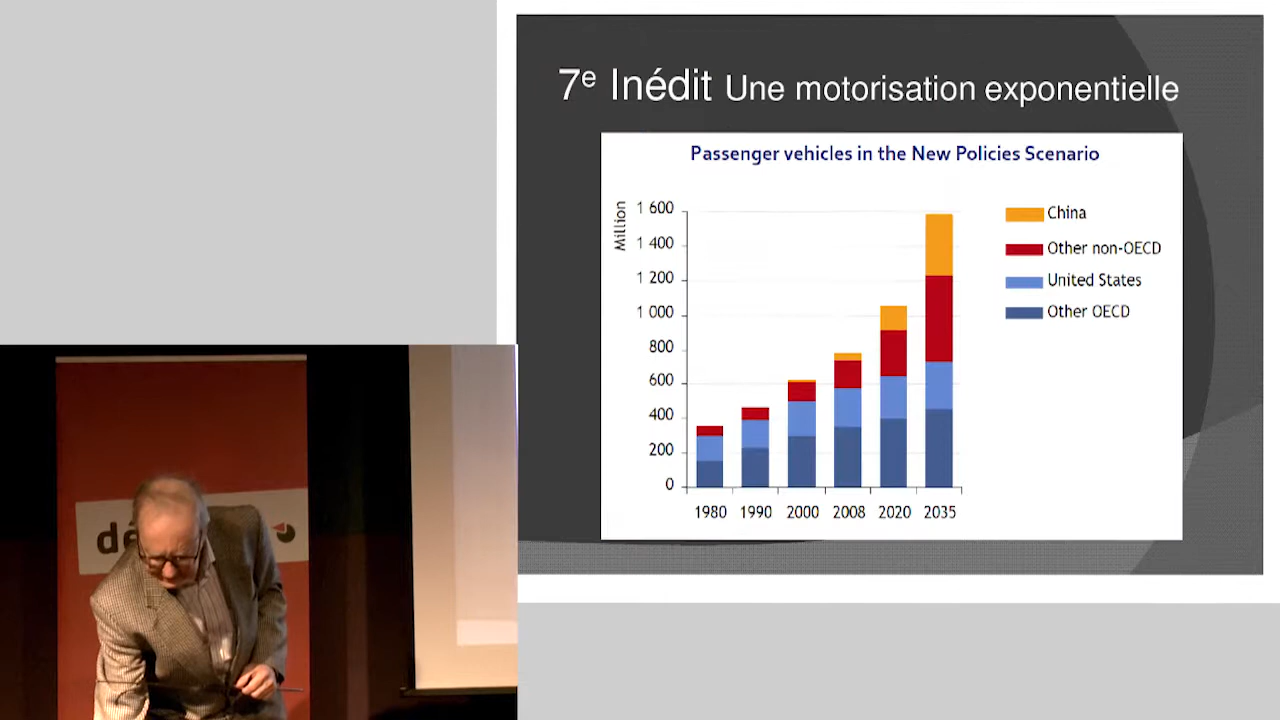 7e Inédit Une motorisation exponentielle
Passenger vehicles in the New Policies Scenario
Million
1 600
1 400
1 200
1 000
800
600
400
200
0
1980 1990 2000 2008 2020 2035
China
Other non-OECD
United States
Other OECD